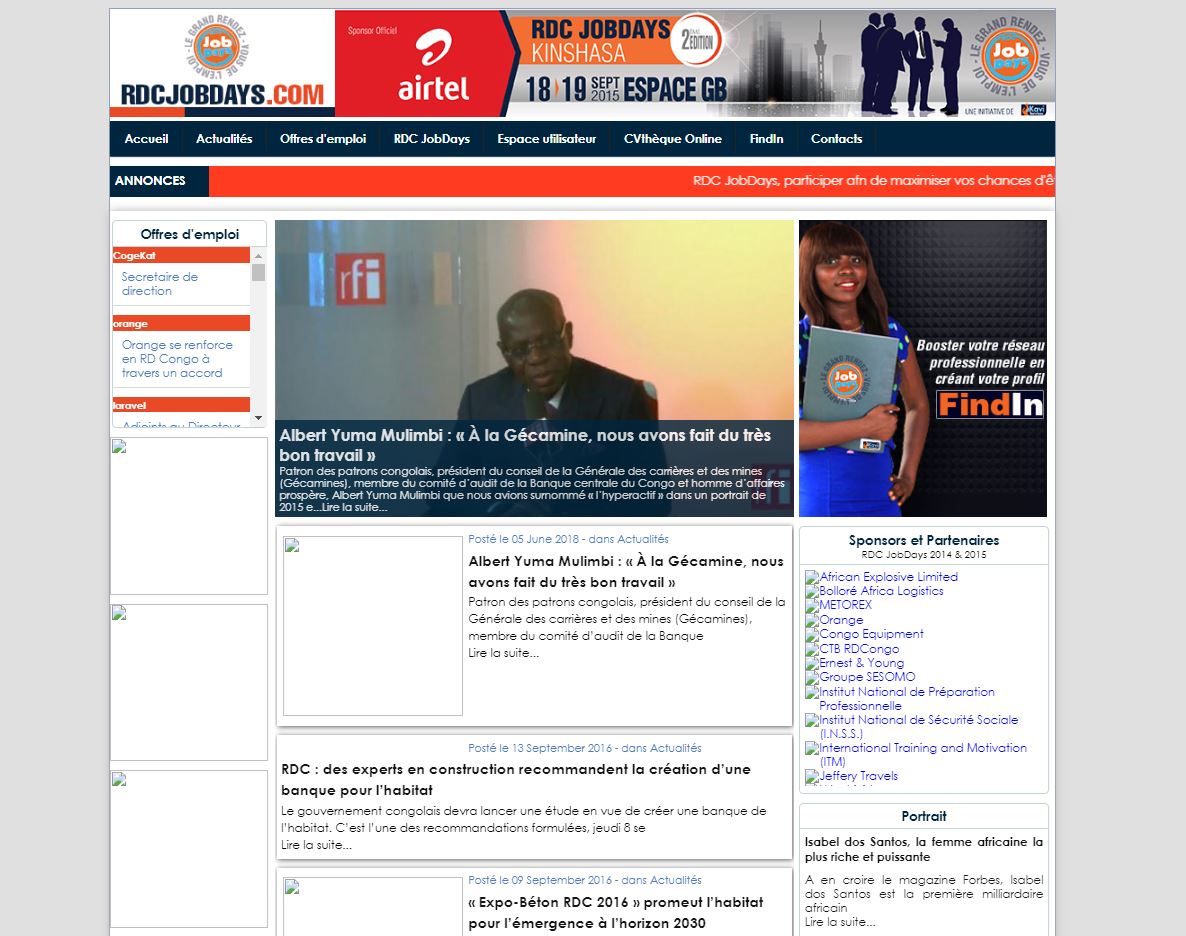 LE GRAND RENDEZ-VOUS DE L'EMPLOI
Job
days
RDCJOBDAYS.COM
Sponsor Officiel
airtel
RDC JOBDAYS
KINSHASA
2ÈME
EDITION
18 19 SEPT 2015 ESPACE GB
LE GRAND RENDEZ-VOUS DE L'EMPLOI
Job
days
UNE INITIATIVE DE Kavi
Accueil
Actualités
Offres d'emploi
RDC JobDays
Espace utilisateur
CVthèque Online
FindIn
Contacts
ANNONCES
RDC JobDays, participer afn de maximiser vos chances d'ê
Offres d'emploi
CogeKat
Secretaire de
direction
orange
Orange se renforce
en RD Congo à
travers un accord
laravel
Adjoints au Directeur
rfi
Albert Yuma Mulimbi : « À la Gécamine, nous avons fait du très
bon travail »
Patron des patrons congolais, président du conseil de la Générale des carrières et des mines
(Gécamines), membre du comité d'audit de la Banque centrale du Congo et homme d'affaires
prospère, Albert Yuma Mulimbi que nous avions surnommé « l'hyperactif » dans un portrait de
2015 e...Lire la suite...
rfi
LE GRAND RENDEZ-VOUS DE L'EMPLOI
Job
days
Kavi
Booster votre réseau
professionnelle en
créant votre profil
FindIn
Posté le 05 June 2018 - dans Actualités
Albert Yuma Mulimbi : « À la Gécamine, nous
avons fait du très bon travail »
Patron des patrons congolais, président du conseil de la
Générale des carrières et des mines (Gécamines),
membre du comité d'audit de la Banque
Lire la suite...
Posté le 13 September 2016 - dans Actualités
RDC : des experts en construction recommandent la création d'une
banque pour l'habitat
Le gouvernement congolais devra lancer une étude en vue de créer une banque de
l'habitat. C'est l'une des recommandations formulées, jeudi 8 se
Lire la suite...
Posté le 09 September 2016 - dans Actualités
« Expo-Béton RDC 2016 » promeut l'habitat
pour l'émergence à l'horizon 2030
Sponsors et Partenaires
RDC JobDays 2014 & 2015
African Explosive Limited
Bolloré Africa Logistics
METOREX
Orange
Congo Equipment
CTB RDCongo
Ernest & Young
Groupe SESOMO
Institut National de Préparation
Professionnelle
Institut National de Sécurité Sociale
(I.N.S.S.)
International Training and Motivation
(ITM)
Jeffery Travels
Portrait
Isabel dos Santos, la femme africaine la
plus riche et puissante
A en croire le magazine Forbes, Isabel
dos Santos est la première milliardaire
africain
Lire la suite...